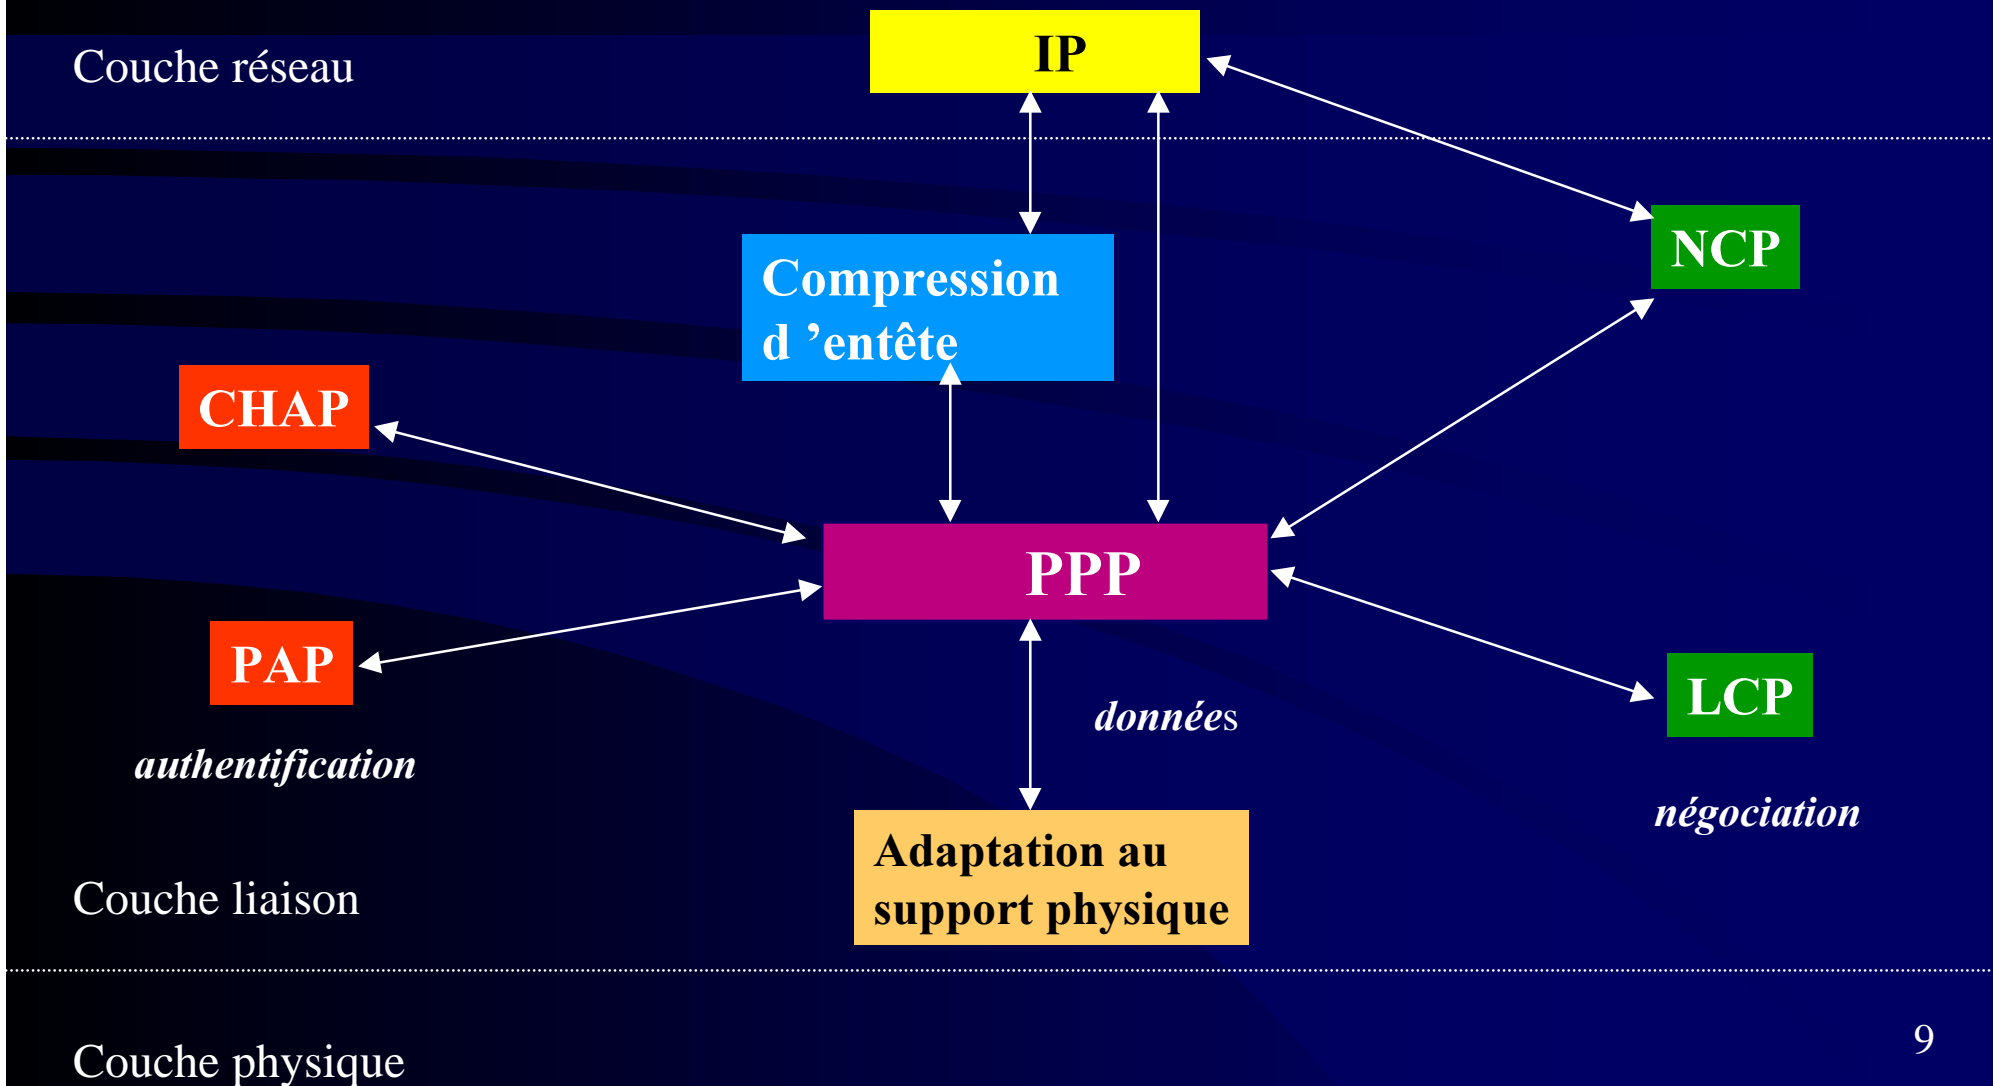 IP
Couche réseau
NCP
Compression
d ’entête
CHAP
PPP
PAP
LCP
données
authentification
négociation
Adaptation au
support physique
Couche liaison
9
Couche physique